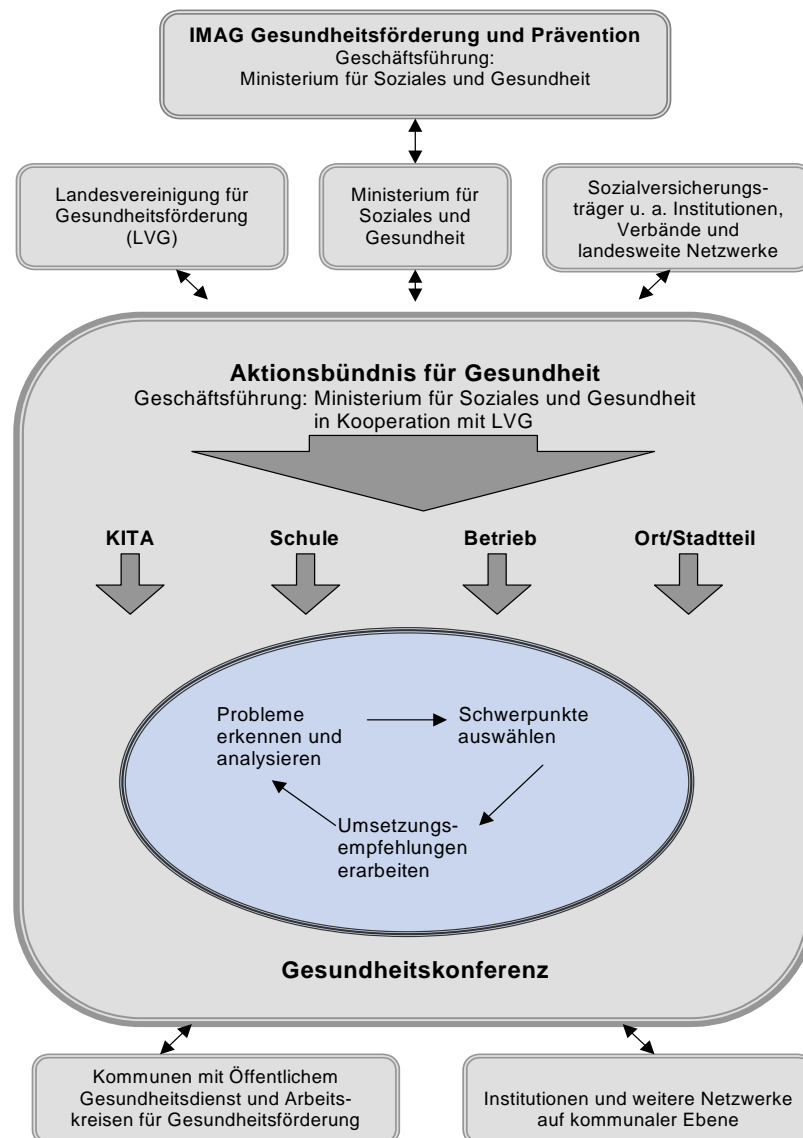 IMAG Gesundheitsförderung und Prävention
Geschäftsführung:
Ministerium für Soziales und Gesundheit
Landesvereinigung für
Gesundheitsförderung
(LVG)
Ministerium für
Soziales und
Gesundheit
Sozialversicherungs-
träger u. a. Institutionen,
Verbände und
landesweite Netzwerke
Aktionsbündnis für Gesundheit
Geschäftsführung: Ministerium für Soziales und Gesundheit
in Kooperation mit LVG
KITA
Schule
Betrieb
Ort/Stadtteil
Probleme
erkennen und
analysieren
Schwerpunkte
auswählen
Umsetzungs-
empfehlungen
erarbeiten
Gesundheitskonferenz
Kommunen mit Öffentlichem
Gesundheitsdienst und Arbeits-
kreisen für Gesundheitsförderung
Institutionen und weitere Netzwerke
auf kommunaler Ebene